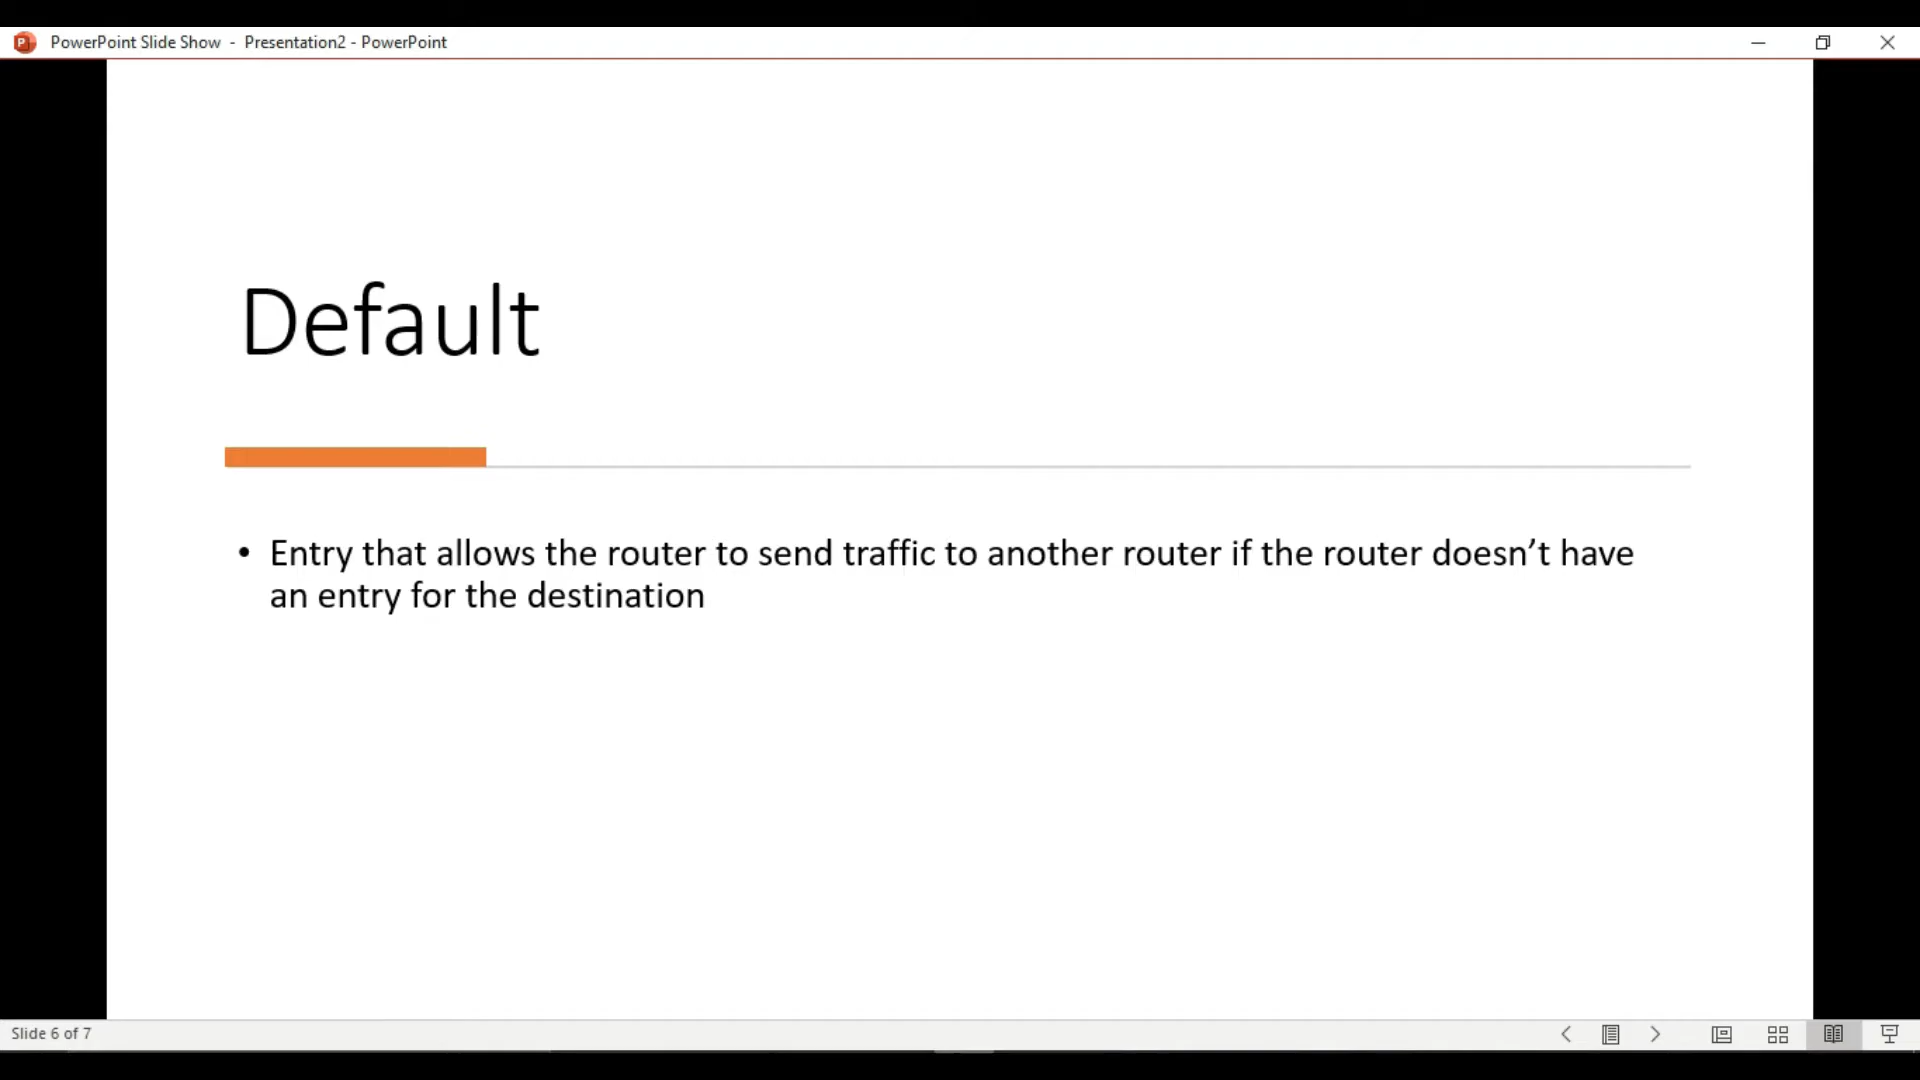 PowerPoint Slide Show - Presentation2 - PowerPoint
Default
• Entry that allows the router to send traffic to another router if the router doesn’t have
an entry for the destination
Slide 6 of 7